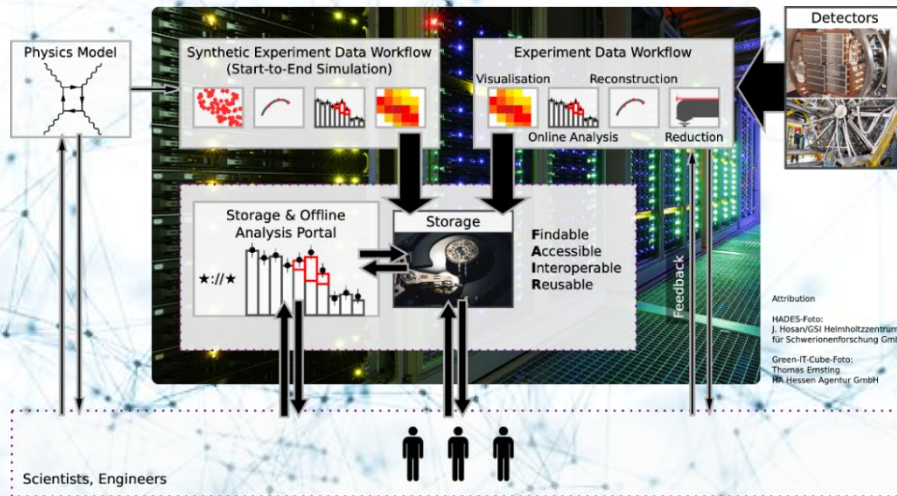 Detectors
Physics Model
Synthetic Experiment Data Workflow
(Start-to-End Simulation)
Experiment Data Workflow
Visualisation
Reconstruction
Online Analysis
Reduction
Storage & Offline
Analysis Portal
★://★
Storage
Findable
Accessible
Interoperable
Reusable
Feedback
Attribution
HADES-Foto:
J. Hosan/GSI Helmholtzzentrum
für Schwerionenforschung Gmb
Green-IT-Cube-Foto:
Thomas Ernsting
HA Hessen Agentur GmbH
Scientists, Engineers